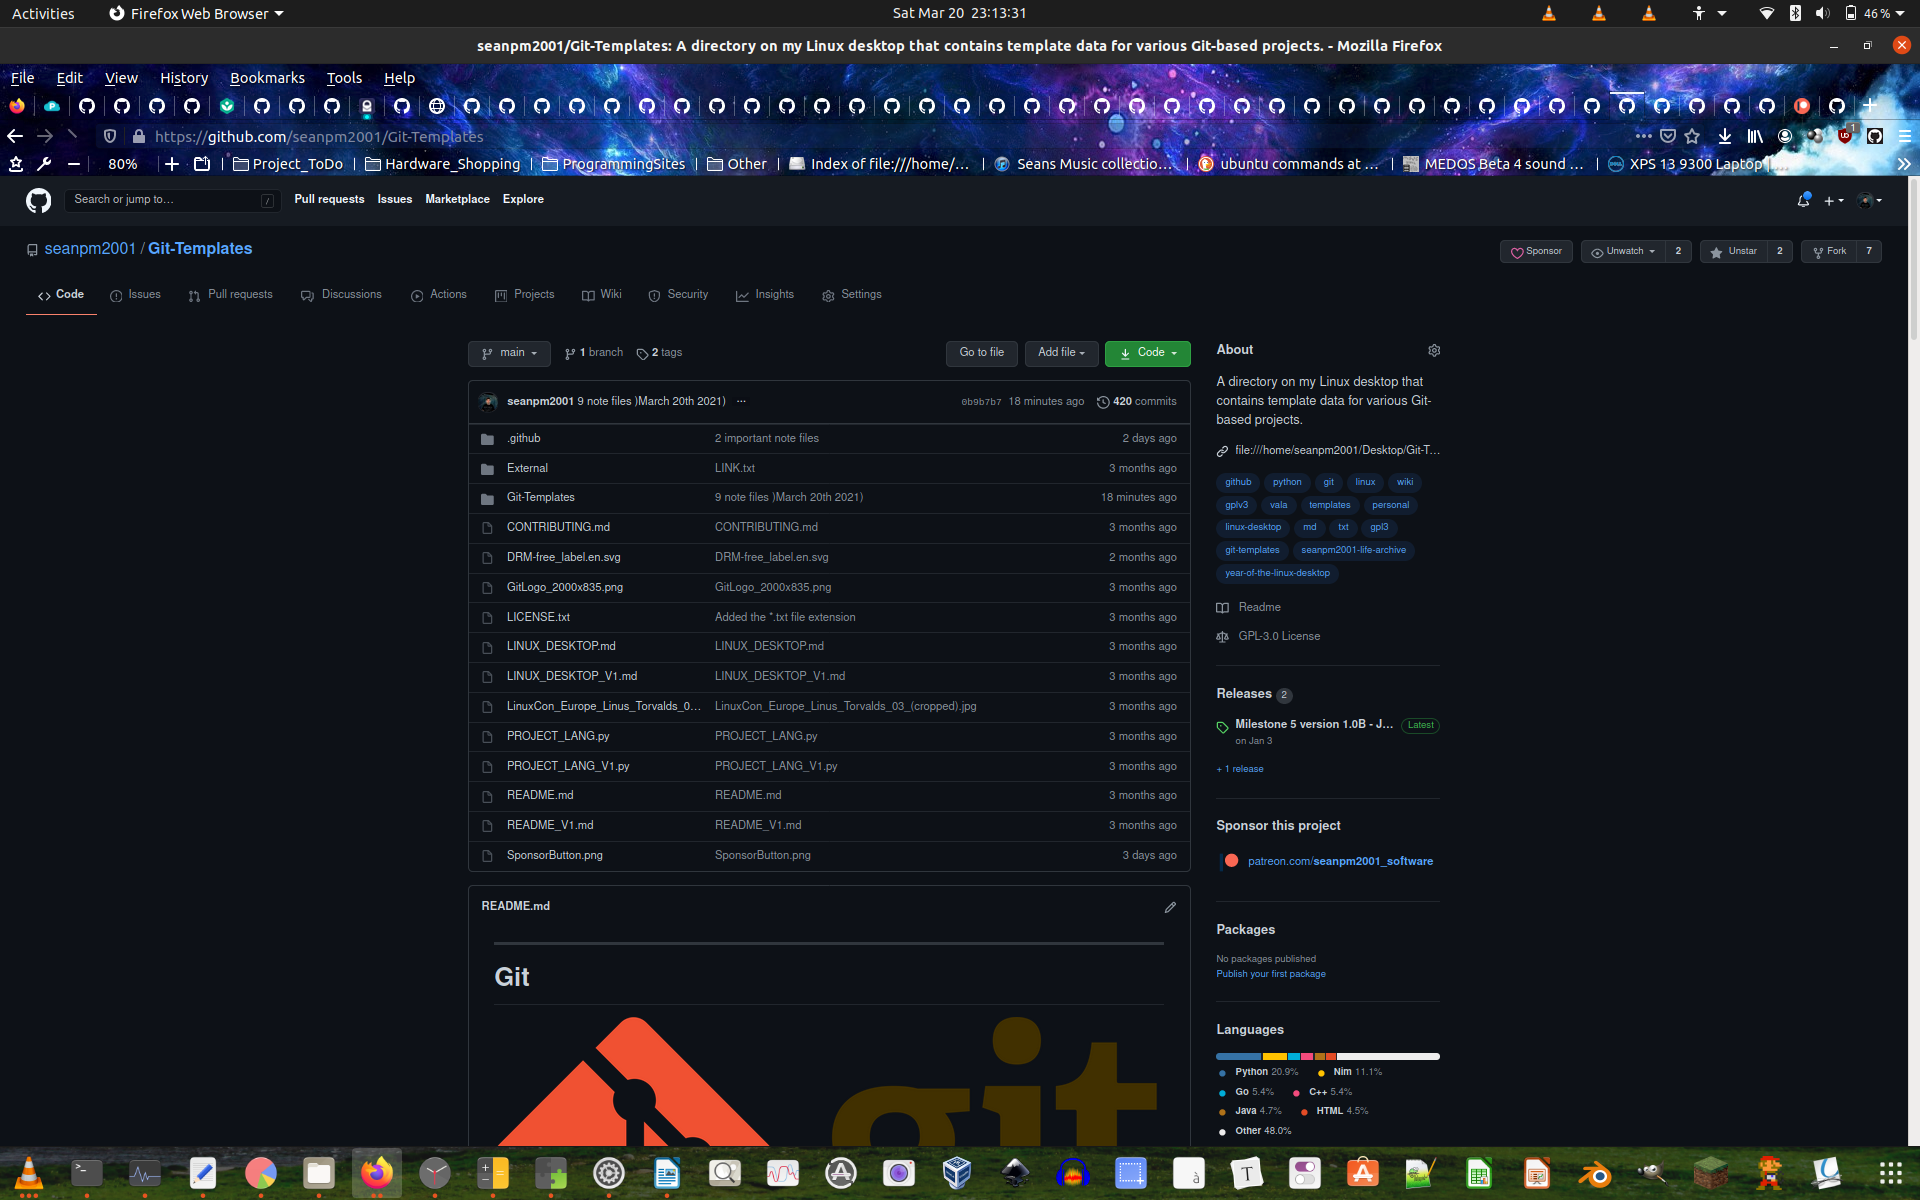 Activities
Firefox Web Browser
Sat Mar 20 23:13:31
46 %
seanpm2001/Git-Templates: A directory on my Linux desktop that contains template data for various Git-based projects. - Mozilla Firefox
File Edit View History Bookmarks Tools Help
https://github.com/seanpm2001/Git-Templates
80%
Project_ToDo
Hardware_Shopping
ProgrammingSites
Other
Index of file:///home/…
Seans Music collectio…
ubuntu commands at …
MEDOS Beta 4 sound …
XPS 13 9300 Laptop
Search or jump to…
/
Pull requests Issues Marketplace Explore
seanpm2001 / Git-Templates
Sponsor
Unwatch 2
Unstar 2
Fork 7
Code Issues Pull requests Discussions Actions Projects Wiki Security Insights Settings
main
1 branch
2 tags
Go to file
Add file
Code
seanpm2001 9 note files )March 20th 2021) ...
0b9b7b7 18 minutes ago 420 commits
.github 2 important note files 2 days ago
External LINK.txt 3 months ago
Git-Templates 9 note files )March 20th 2021) 18 minutes ago
CONTRIBUTING.md CONTRIBUTING.md 3 months ago
DRM-free_label.en.svg DRM-free_label.en.svg 2 months ago
GitLogo_2000x835.png GitLogo_2000x835.png 3 months ago
LICENSE.txt Added the *.txt file extension 3 months ago
LINUX_DESKTOP.md LINUX_DESKTOP.md 3 months ago
LINUX_DESKTOP_V1.md LINUX_DESKTOP_V1.md 3 months ago
LinuxCon_Europe_Linus_Torvalds_0… LinuxCon_Europe_Linus_Torvalds_03_(cropped).jpg 3 months ago
PROJECT_LANG.py PROJECT_LANG.py 3 months ago
PROJECT_LANG_V1.py PROJECT_LANG_V1.py 3 months ago
README.md README.md 3 months ago
README_V1.md README_V1.md 3 months ago
SponsorButton.png SponsorButton.png 3 days ago
README.md
Git
git
About
A directory on my Linux desktop that
contains template data for various Git-
based projects.
file:///home/seanpm2001/Desktop/Git-T…
github python git linux wiki
gplv3 vala templates personal
linux-desktop md txt gpl3
git-templates seanpm2001-life-archive
year-of-the-linux-desktop
Readme
GPL-3.0 License
Releases 2
Milestone 5 version 1.0B - J… Latest
on Jan 3
+ 1 release
Sponsor this project
patreon.com/seanpm2001_software
Packages
No packages published
Publish your first package
Languages
Python 20.9% Nim 11.1%
Go 5.4% C++ 5.4%
Java 4.7% HTML 4.5%
Other 48.0%